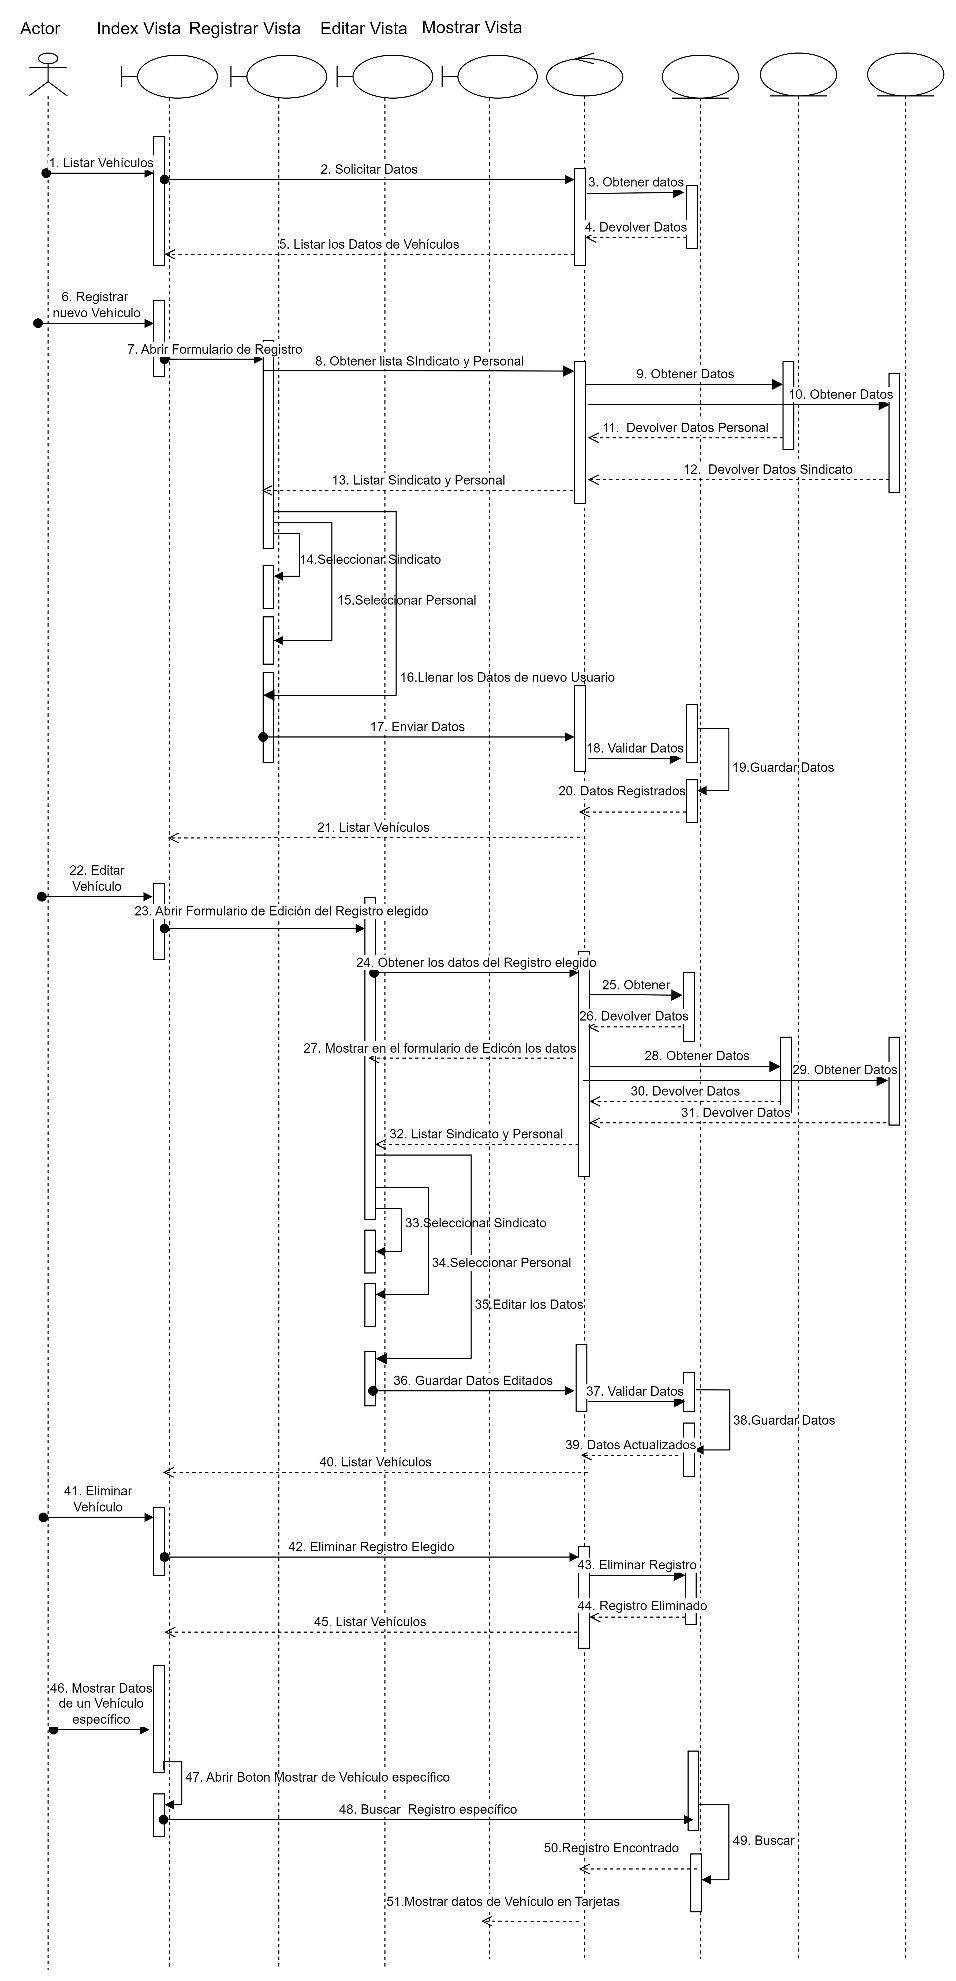 Actor
Index Vista
Registrar Vista
Editar Vista
Mostrar Vista
1. Listar Vehículos
2. Solicitar Datos
3. Obtener datos
4. Devolver Datos
5. Listar los Datos de Vehículos
6. Registrar
nuevo Vehiculo
7. Abrir Formulario de Registro
8. Obtener lista SIndicato y Personal
9. Obtener Datos
10. Obtener Datos
11. Devolver Datos Personal
12. Devolver Datos Sindicato
13. Listar Sindicato y Personal
14.Seleccionar Sindicato
15.Seleccionar Personal
16.Llenar los Datos de nuevo Usuario
17. Enviar Datos
18. Validar Datos
19.Guardar Datos
20. Datos Registrados
21. Listar Vehículos
22. Editar
Vehículo
23. Abrir Formulario de Edición del Registro elegido
24. Obtener los datos del Registro elegido
25. Obtener
26. Devolver Datos
27. Mostrar en el formulario de Edicón los datos
28. Obtener Datos
29. Obtener Datos
30. Devolver Datos
31. Devolver Datos
32. Listar Sindicato y Personal
33.Seleccionar Sindicato
34.Seleccionar Personal
35.Editar los Datos
36. Guardar Datos Editados
37. Validar Datos
38.Guardar Datos
39. Datos Actualizados
40. Listar Vehículos
41. Eliminar
Vehículo
42. Eliminar Registro Elegido
43. Eliminar Registro
44. Registro Eliminado
45. Listar Vehículos
46. Mostrar Datos
de un Vehículo
específico
47. Abrir Boton Mostrar de Vehículo específico
48. Buscar Registro específico
49. Buscar
50.Registro Encontrado
51.Mostrar datos de Vehículo en Tarjetas